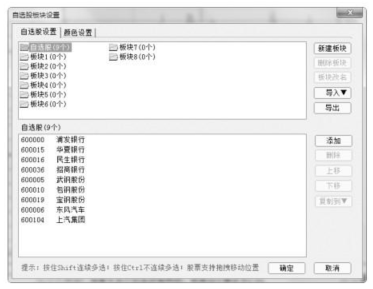 自选股板块设置
自选股设置 颜色设置
自选股(9个) 板块7(0个)
板块1(0个) 板块8(0个)
板块2(0个)
板块3(0个)
板块4(0个)
板块5(0个)
板块6(0个)
新建板块
删除板块
板块改名
导入▼
导出
自选股(9个)
600000 浦发银行
600015 华夏银行
600016 民生银行
600036 招商银行
600005 武钢股份
600010 包钢股份
600019 宝钢股份
600006 东风汽车
600104 上汽集团
添加
删除
上移
下移
复制到▼
提示：按住Shift连续多选；按住Ctrl不连续多选；股票支持拖拽移动位置
确定 取消